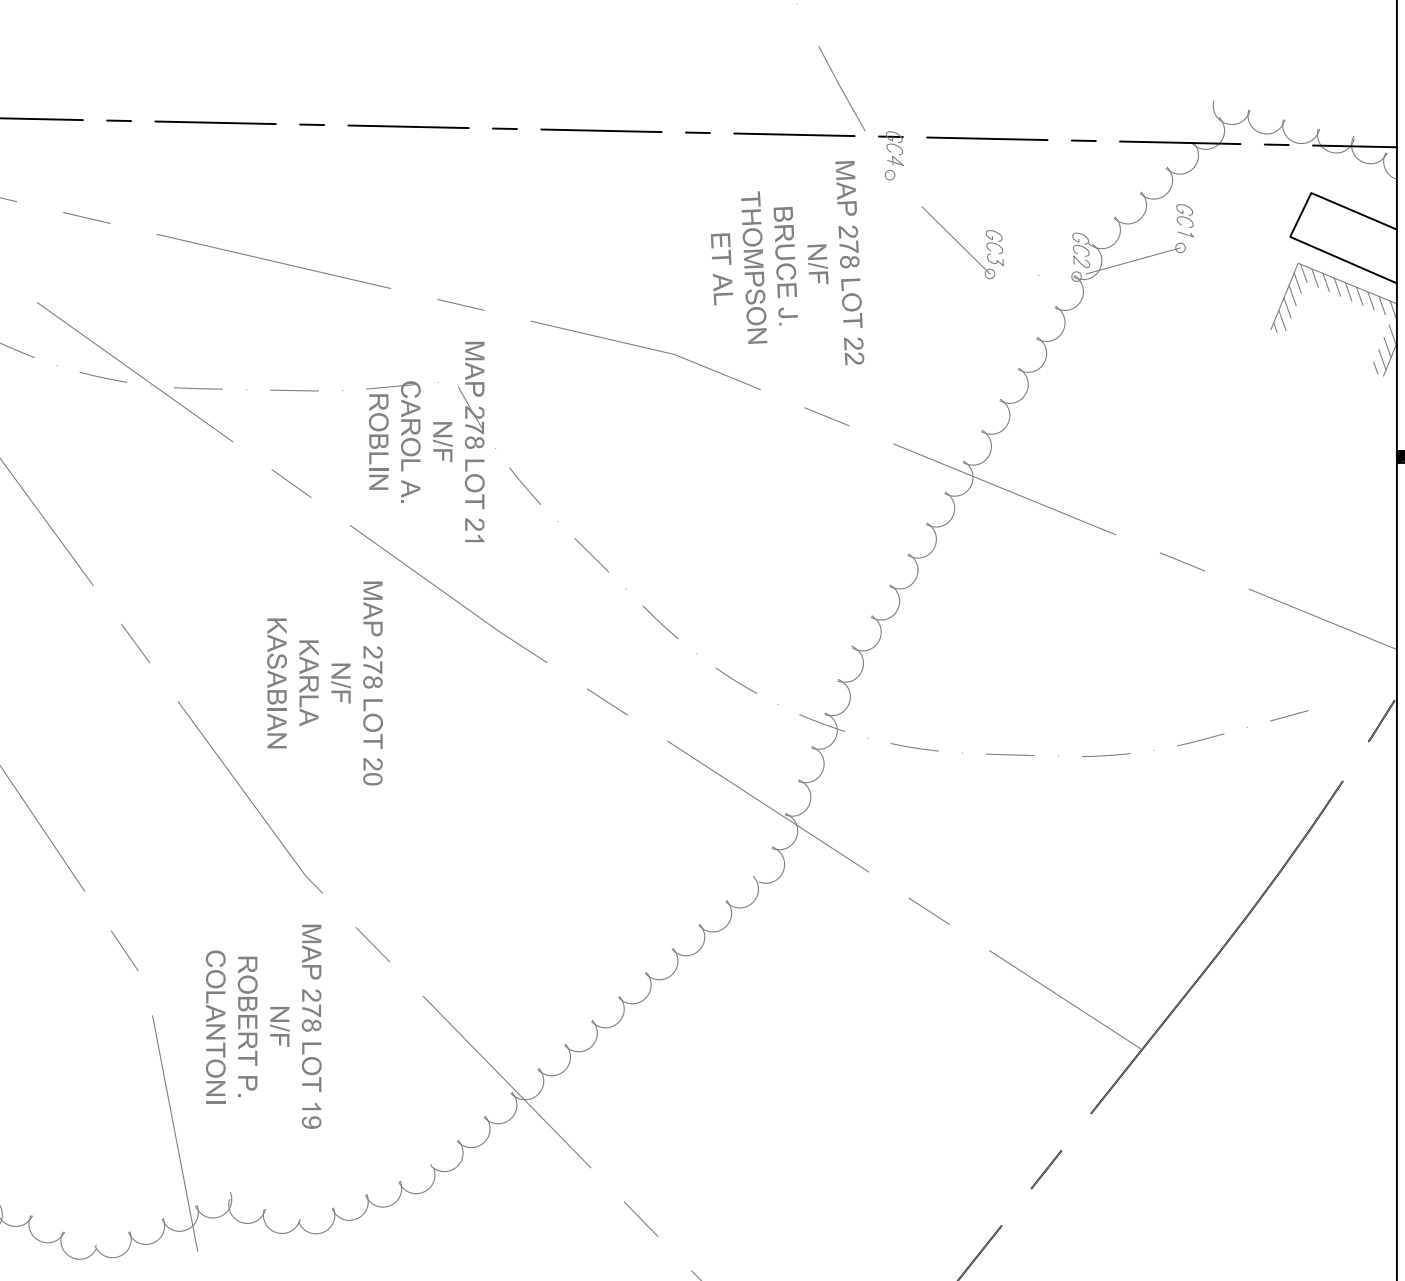 GC4
GC3
GC2
GC1
MAP 278 LOT 22
N/F
BRUCE J.
THOMPSON
ET AL
MAP 278 LOT 21
N/F
CAROL A.
ROBLIN
MAP 278 LOT 20
N/F
KARLA
KASABIAN
MAP 278 LOT 19
N/F
ROBERT P.
COLANTONI